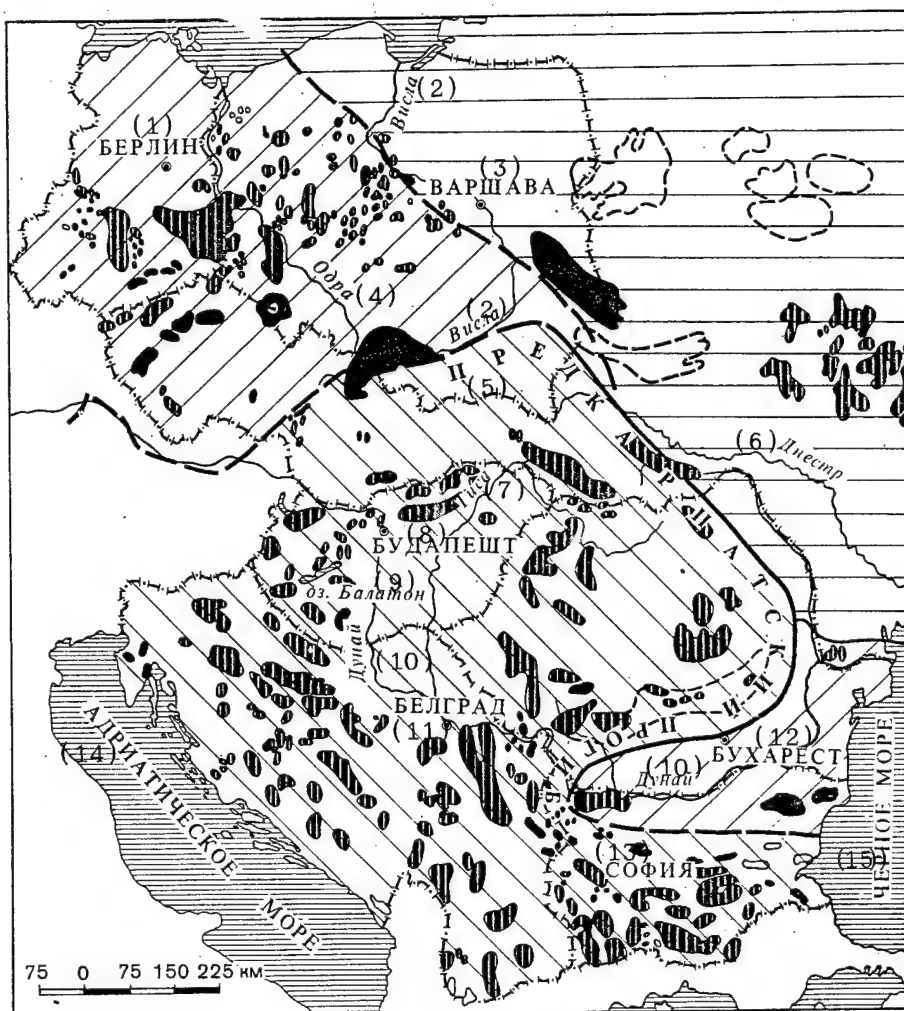 (1)
БЕРЛИН
Висла
(2)
(3)
ВАРШАВА
Одра
(4)
Висла
(2)
ПРЕДКАРПАТСКИЙ ПРОГИБ
(5)
(6)
Днестр
Тиса
(7)
(8)
БУДАПЕШТ
(9)
оз. Балатон
Дунай
(10)
БЕЛГРАД
(11)
(12)
БУХАРЕСТ
(10)
Дунай
(13)
СОФИЯ
(14)
АДРИАТИЧЕСКОЕ
МОРЕ
(15)
ЧЕРНОЕ МОРЕ
75 0 75 150 225 км